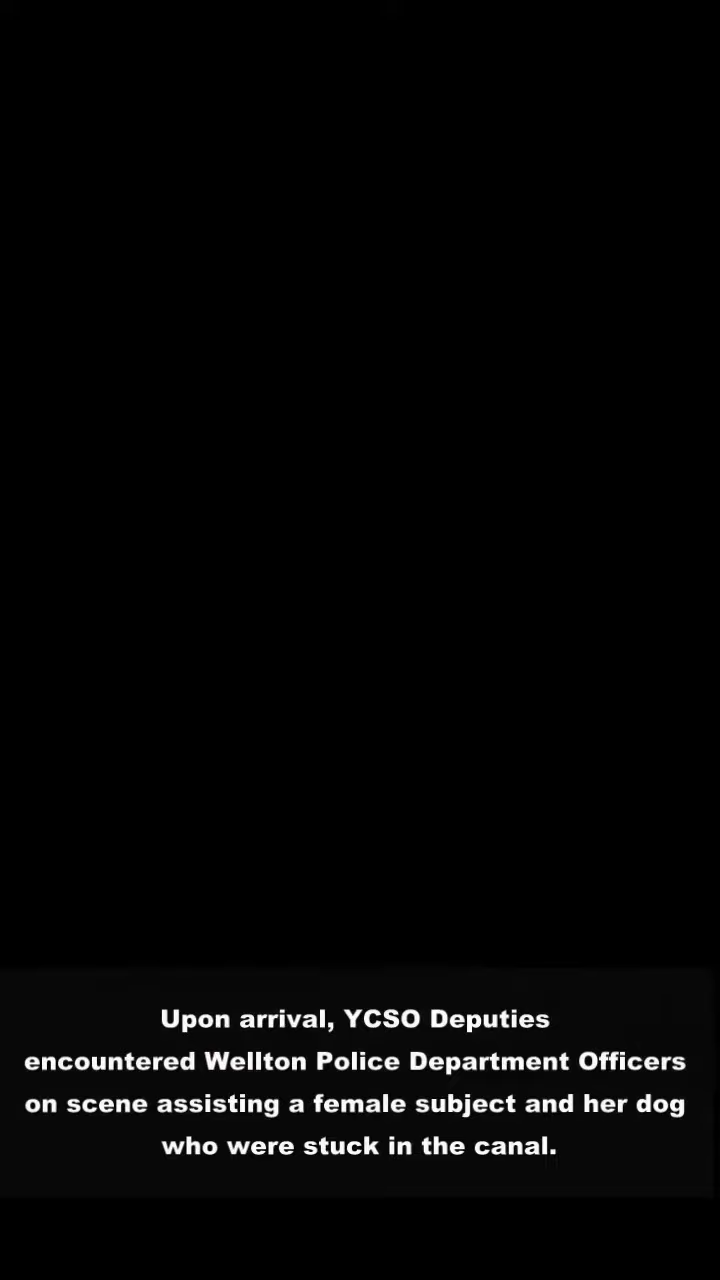 Upon arrival, YCSO Deputies
encountered Wellton Police Department Officers
on scene assisting a female subject and her dog
who were stuck in the canal.